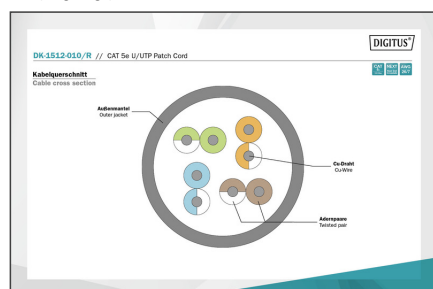 DIGITUS®
DK-1512-010/R // CAT 5e U/UTP Patch Cord
Kabelquerschnitt
Cable cross section
Außenmantel
Outer jacket
Cu-Draht
Cu-Wire
Adernpaare
Twisted pair